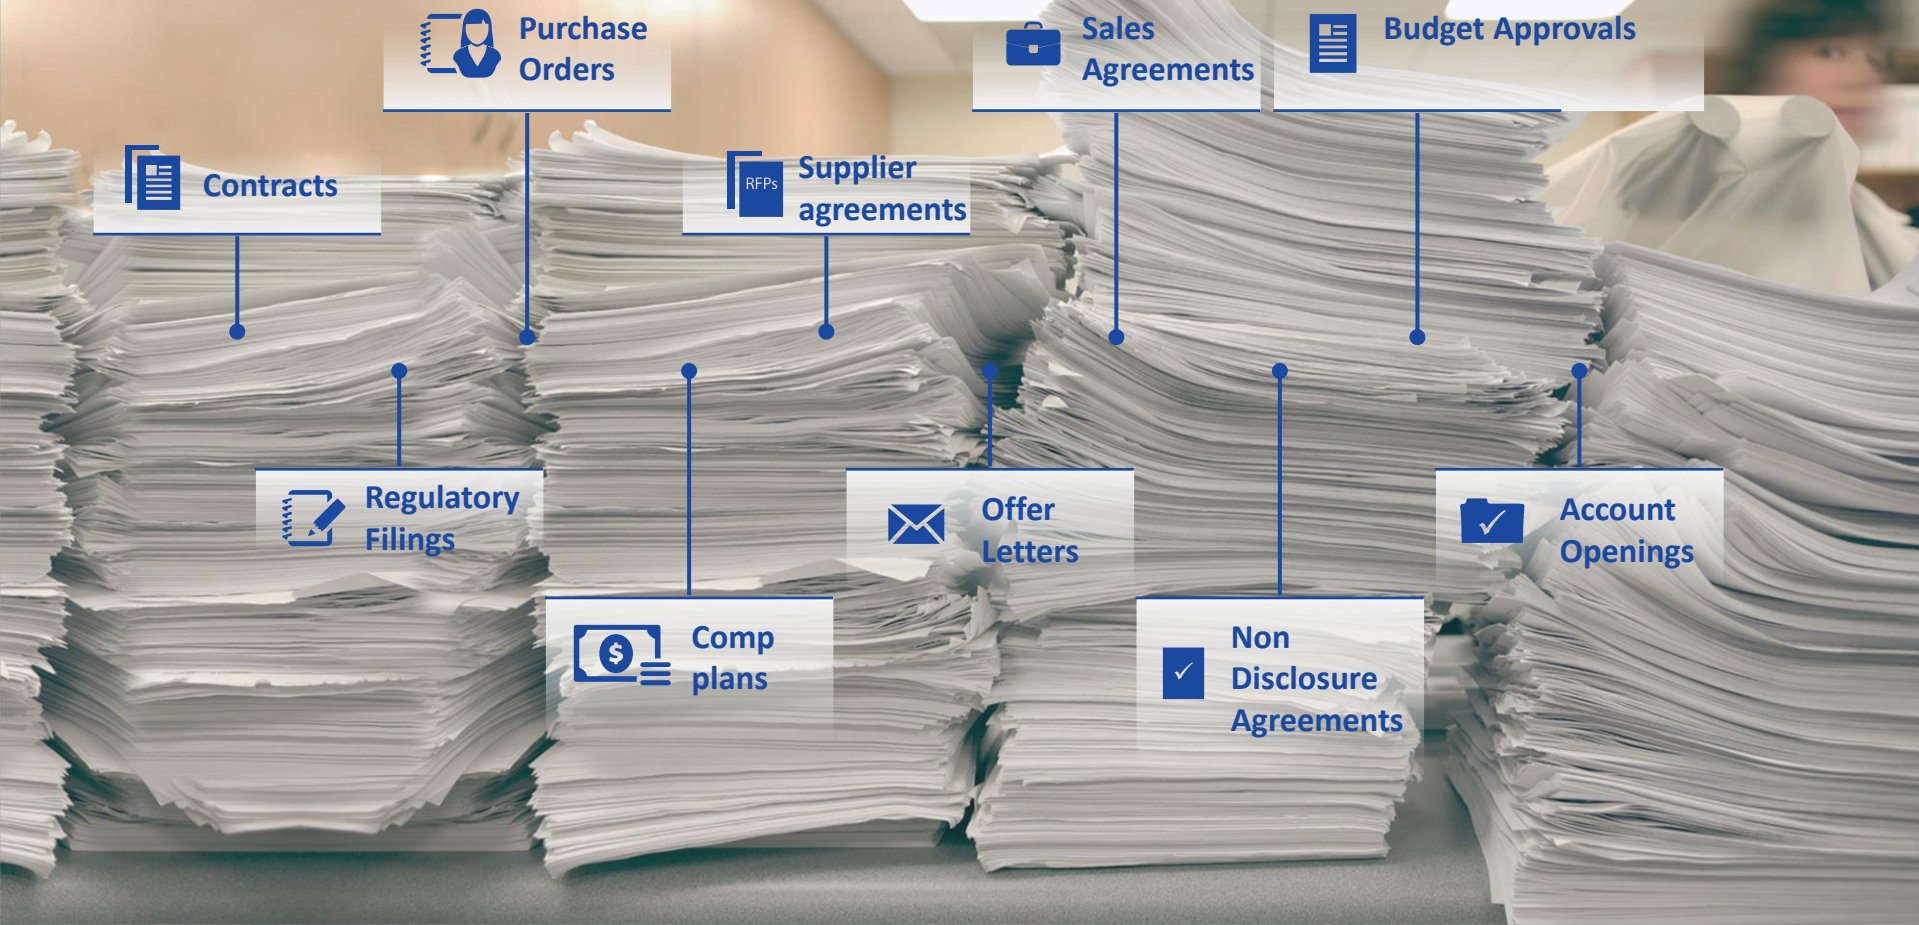 Purchase
Orders
Sales
Agreements
Budget Approvals
Contracts
RFPs
Supplier
agreements
Regulatory
Filings
Offer
Letters
Account
Openings
Comp
plans
Non
Disclosure
Agreements